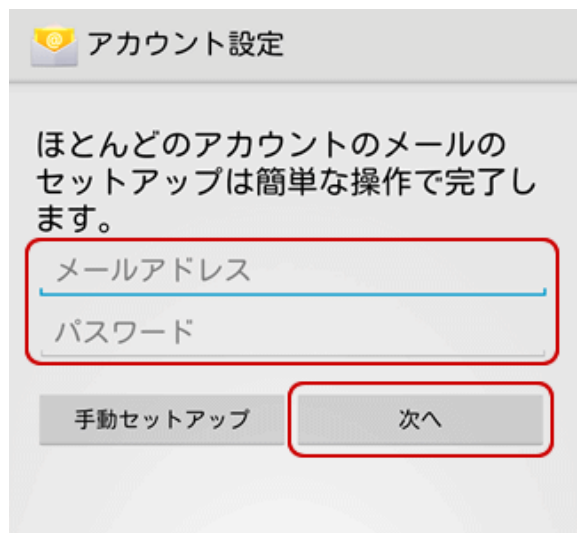 アカウント設定
ほとんどのアカウントのメールの
セットアップは簡単な操作で完了し
ます。
メールアドレス
パスワード
手動セットアップ
次へ